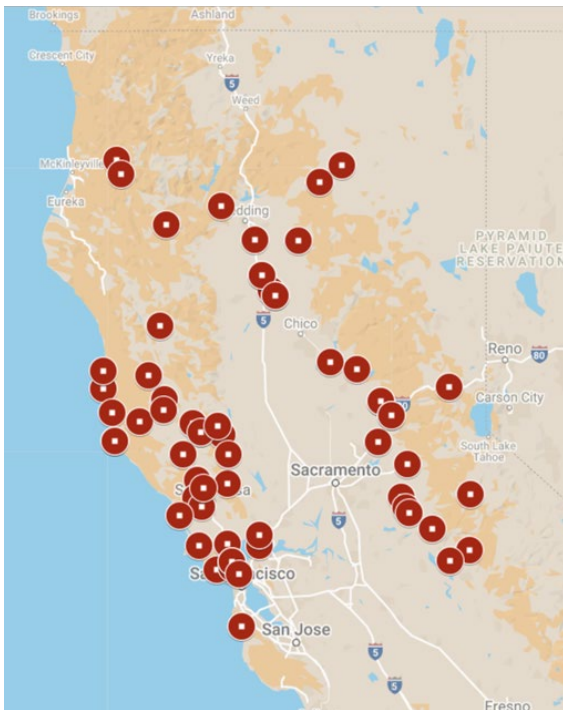 Brookings
Ashland
Crescent City
Yreka
5
Weed
McKinleyville
Eureka
dding
PYRAMID
LAKE PAIUTE
RESERVATION
5
Chico
Reno
80
Carson City
South Lake
Tahoe
Sacramento
5
San Jose
5
5
Fresno